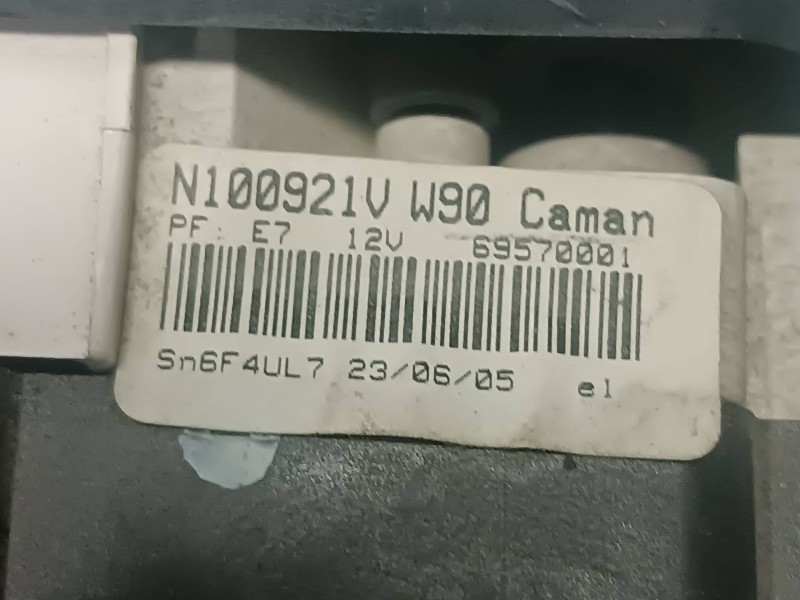 N100921V W90 Caman
PF: E7 12V 69570001
Sn6F4UL7 23/06/05 e1